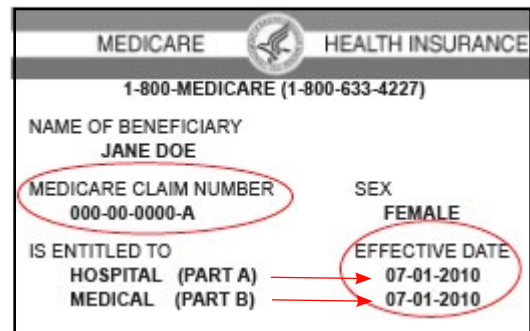 MEDICARE HEALTH INSURANCE
1-800-MEDICARE (1-800-633-4227)
NAME OF BENEFICIARY
JANE DOE
MEDICARE CLAIM NUMBER SEX
000-00-0000-A FEMALE
IS ENTITLED TO EFFECTIVE DATE
HOSPITAL (PART A) 07-01-2010
MEDICAL (PART B) 07-01-2010